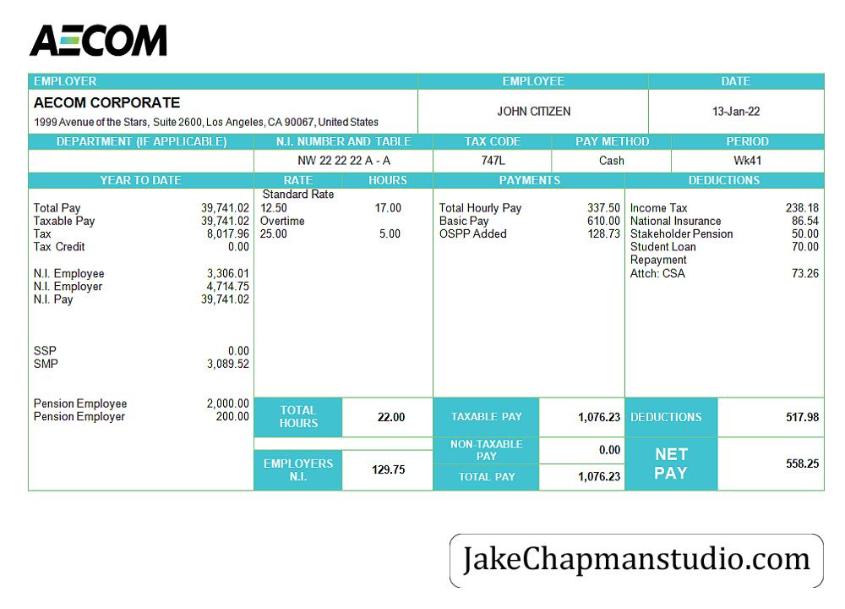 AECOM
EMPLOYER EMPLOYEE DATE
AECOM CORPORATE
1999 Avenue of the Stars, Suite 2600, Los Angeles, CA 90067, United States
JOHN CITIZEN 13-Jan-22
DEPARTMENT (IF APPLICABLE) N.I. NUMBER AND TABLE TAX CODE PAY METHOD PERIOD
NW 22 22 22 A - A 747L Cash Wk41
YEAR TO DATE RATE HOURS PAYMENTS DEDUCTIONS
Standard Rate
Total Pay 39,741.02 12.50 17.00 Total Hourly Pay 337.50 Income Tax 238.18
Taxable Pay 39,741.02 Overtime Basic Pay 610.00 National Insurance 86.54
Tax 8,017.96 25.00 5.00 OSPP Added 128.73 Stakeholder Pension 50.00
Tax Credit 0.00 Student Loan 70.00
Repayment
N.I. Employee 3,306.01 Attch: CSA 73.26
N.I. Employer 4,714.75
N.I. Pay 39,741.02
SSP 0.00
SMP 3,089.52
Pension Employee 2,000.00
Pension Employer 200.00
TOTAL HOURS 22.00 TAXABLE PAY 1,076.23 DEDUCTIONS 517.98
NON-TAXABLE PAY 0.00
EMPLOYERS N.I. 129.75 TOTAL PAY 1,076.23 NET PAY 558.25
JakeChapmanstudio.com